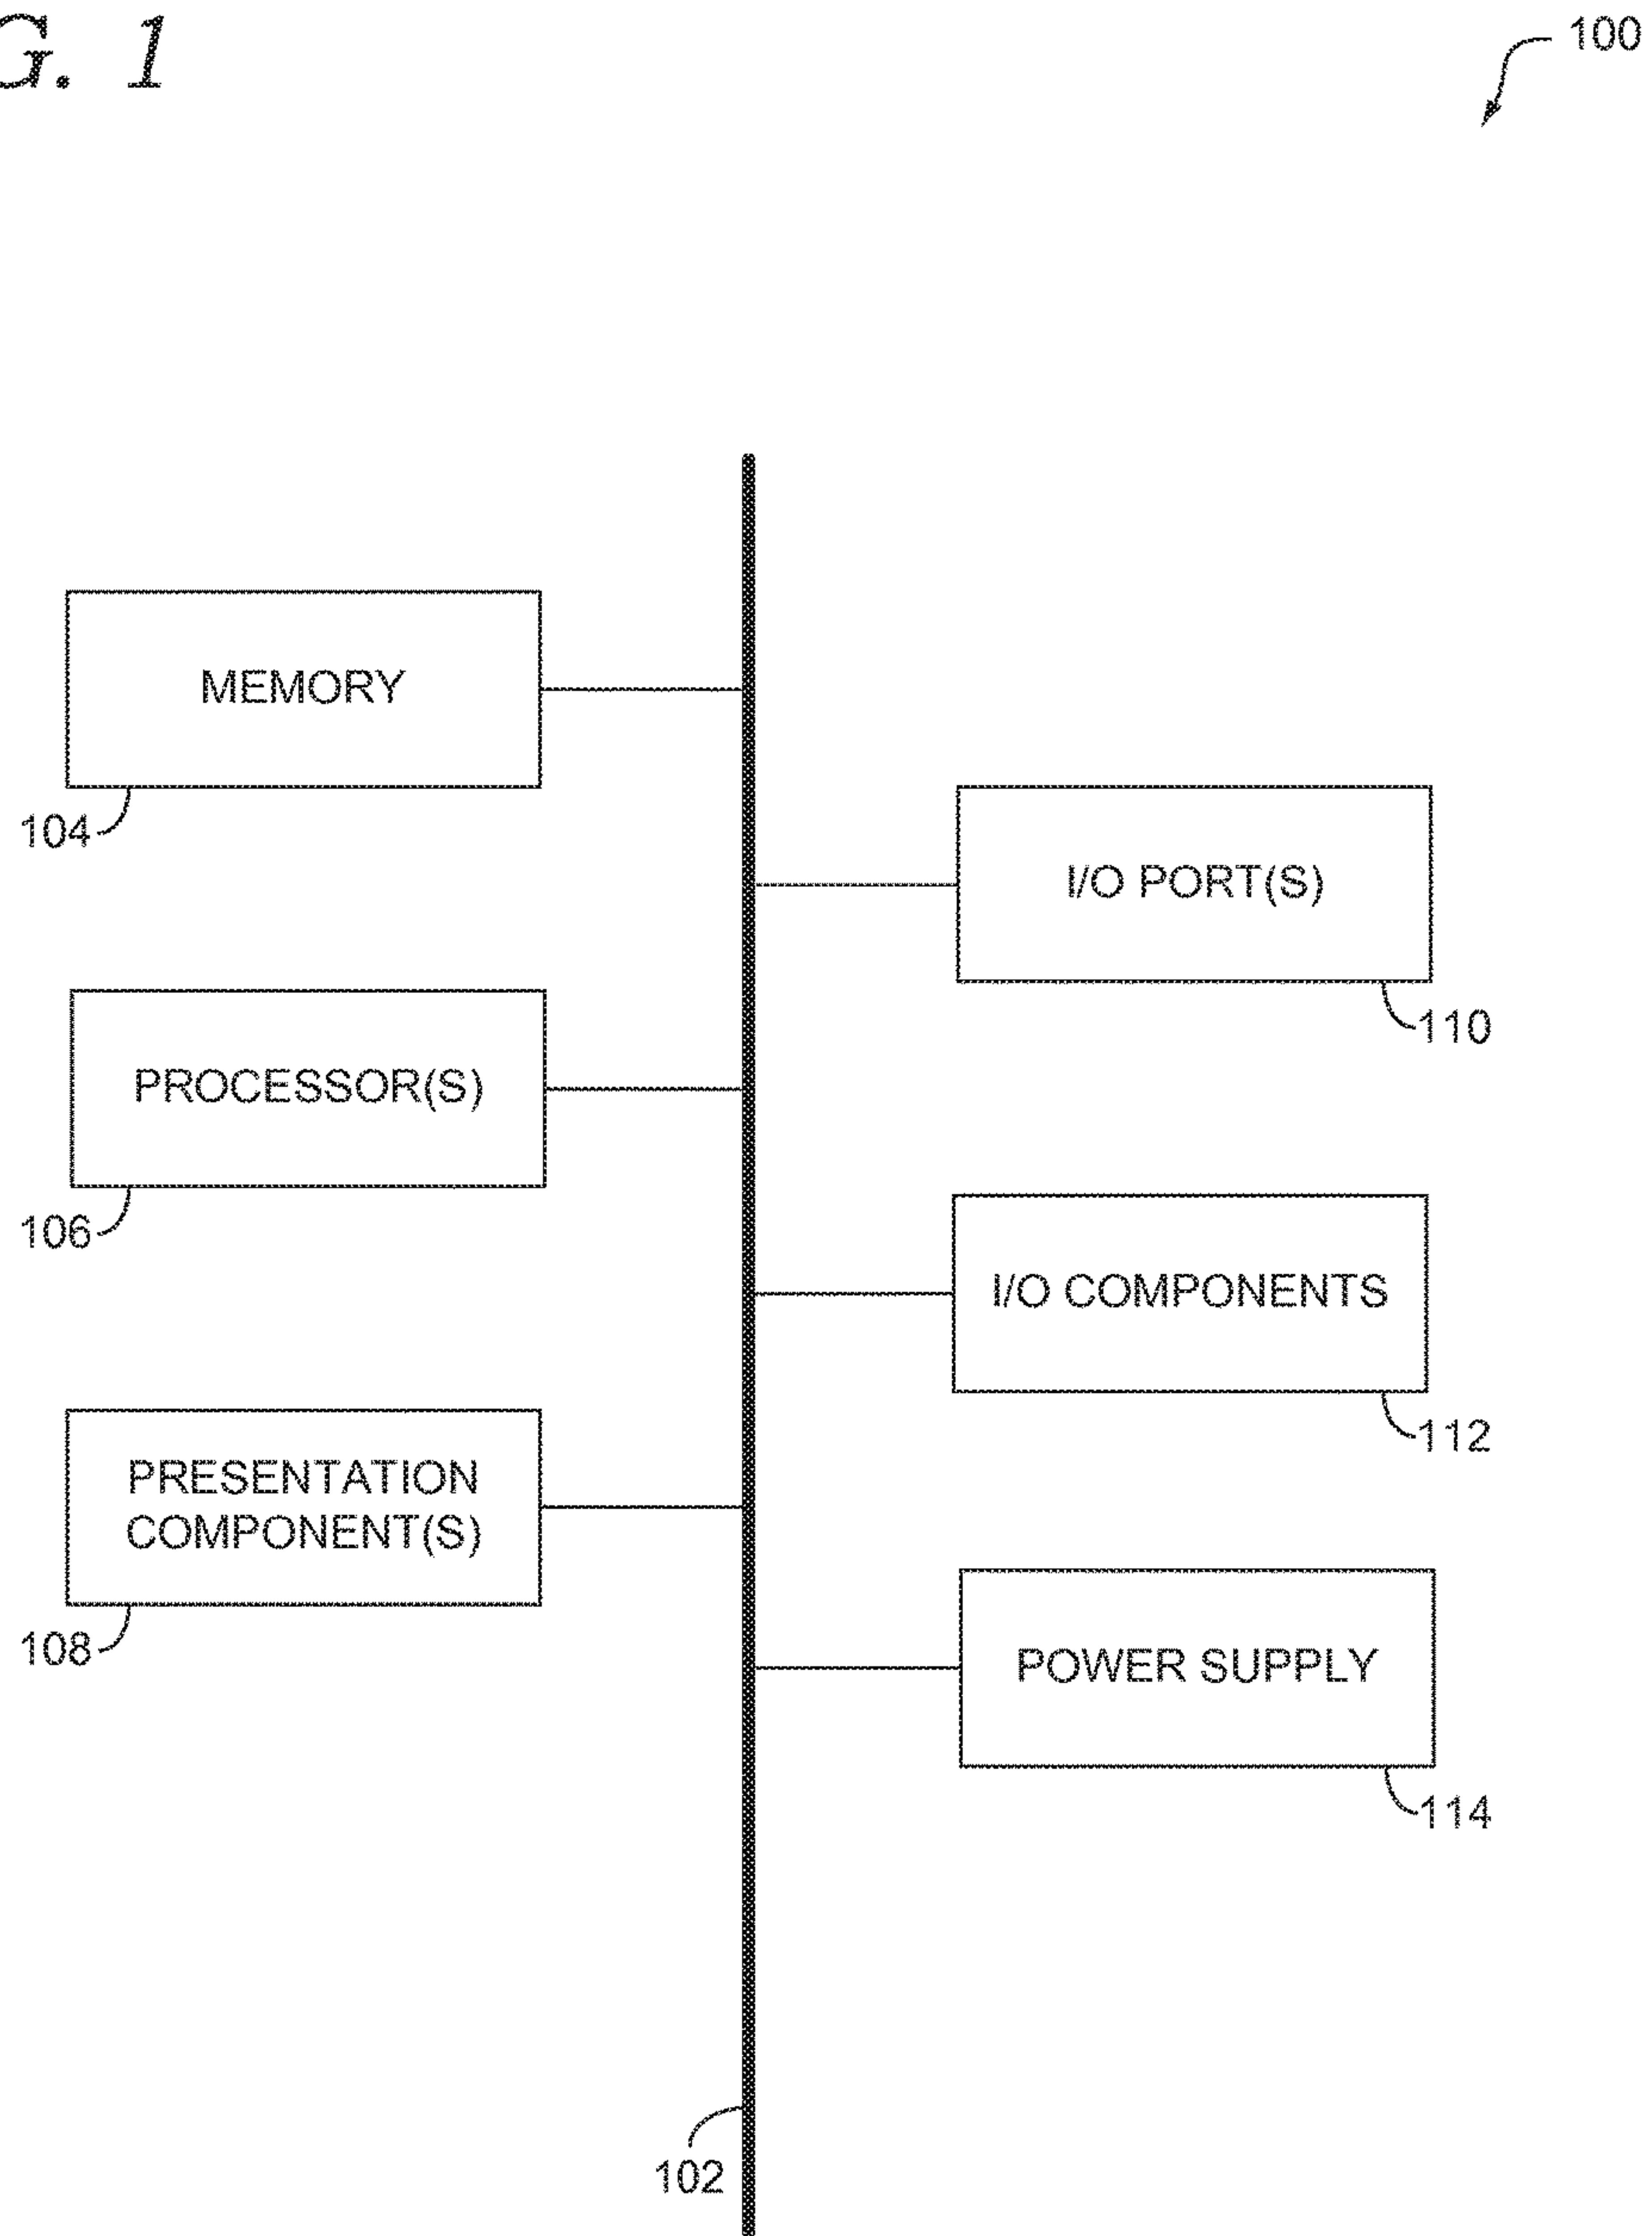 G. 1
100
MEMORY
104
I/O PORT(S)
110
PROCESSOR(S)
106
I/O COMPONENTS
112
PRESENTATION
COMPONENT(S)
108
POWER SUPPLY
114
102